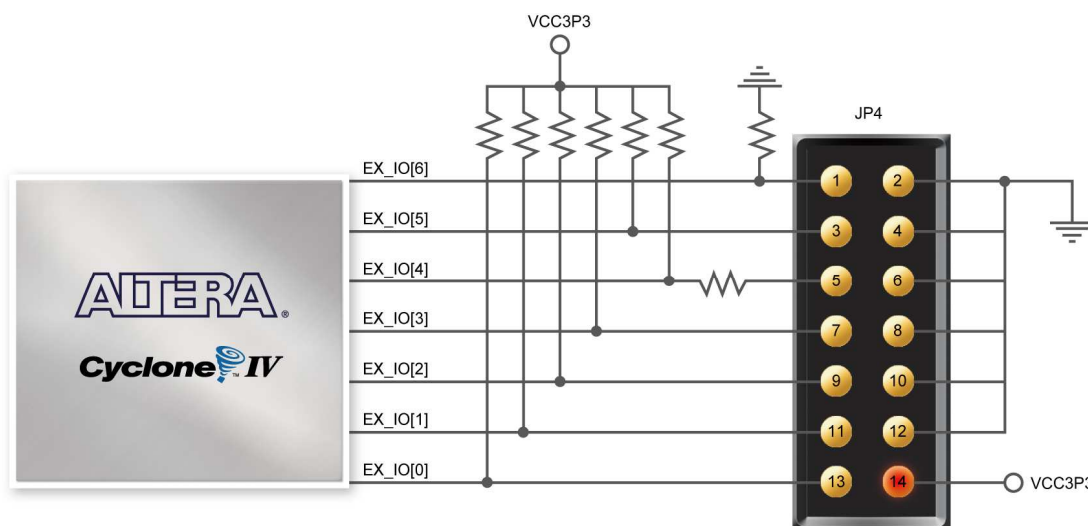 VCC3P3
JP4
EX_IO[6]
1 2
EX_IO[5]
3 4
EX_IO[4]
5 6
EX_IO[3]
7 8
EX_IO[2]
9 10
EX_IO[1]
11 12
EX_IO[0]
13 14
VCC3P3
ALTERA®
Cyclone™ IV